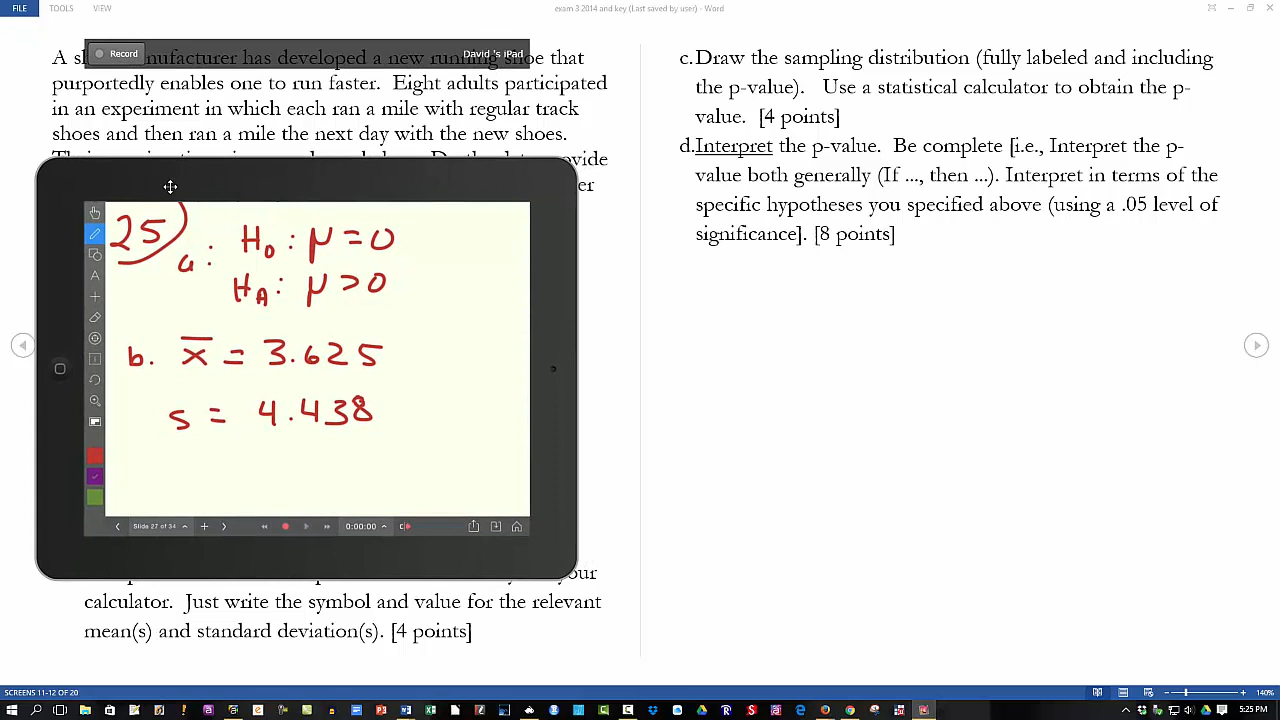 FILE TOOLS VIEW exam 3 2014 and key (Last saved by user) - Word
Record David 's iPad
A manufacturer has developed a new running shoe that
purportedly enables one to run faster. Eight adults participated
in an experiment in which each ran a mile with regular track
shoes and then ran a mile the next day with the new shoes.
25)
a: H0: μ = 0
HA: μ > 0
b. x̄ = 3.625
s = 4.438
Slide 27 of 34 0:00:00
your
calculator. Just write the symbol and value for the relevant
mean(s) and standard deviation(s). [4 points]
c. Draw the sampling distribution (fully labeled and including
the p-value). Use a statistical calculator to obtain the p-
value. [4 points]
d. Interpret the p-value. Be complete [i.e., Interpret the p-
value both generally (If ..., then ...). Interpret in terms of the
specific hypotheses you specified above (using a .05 level of
significance]. [8 points]
SCREENS 11-12 OF 20 140%
5:25 PM